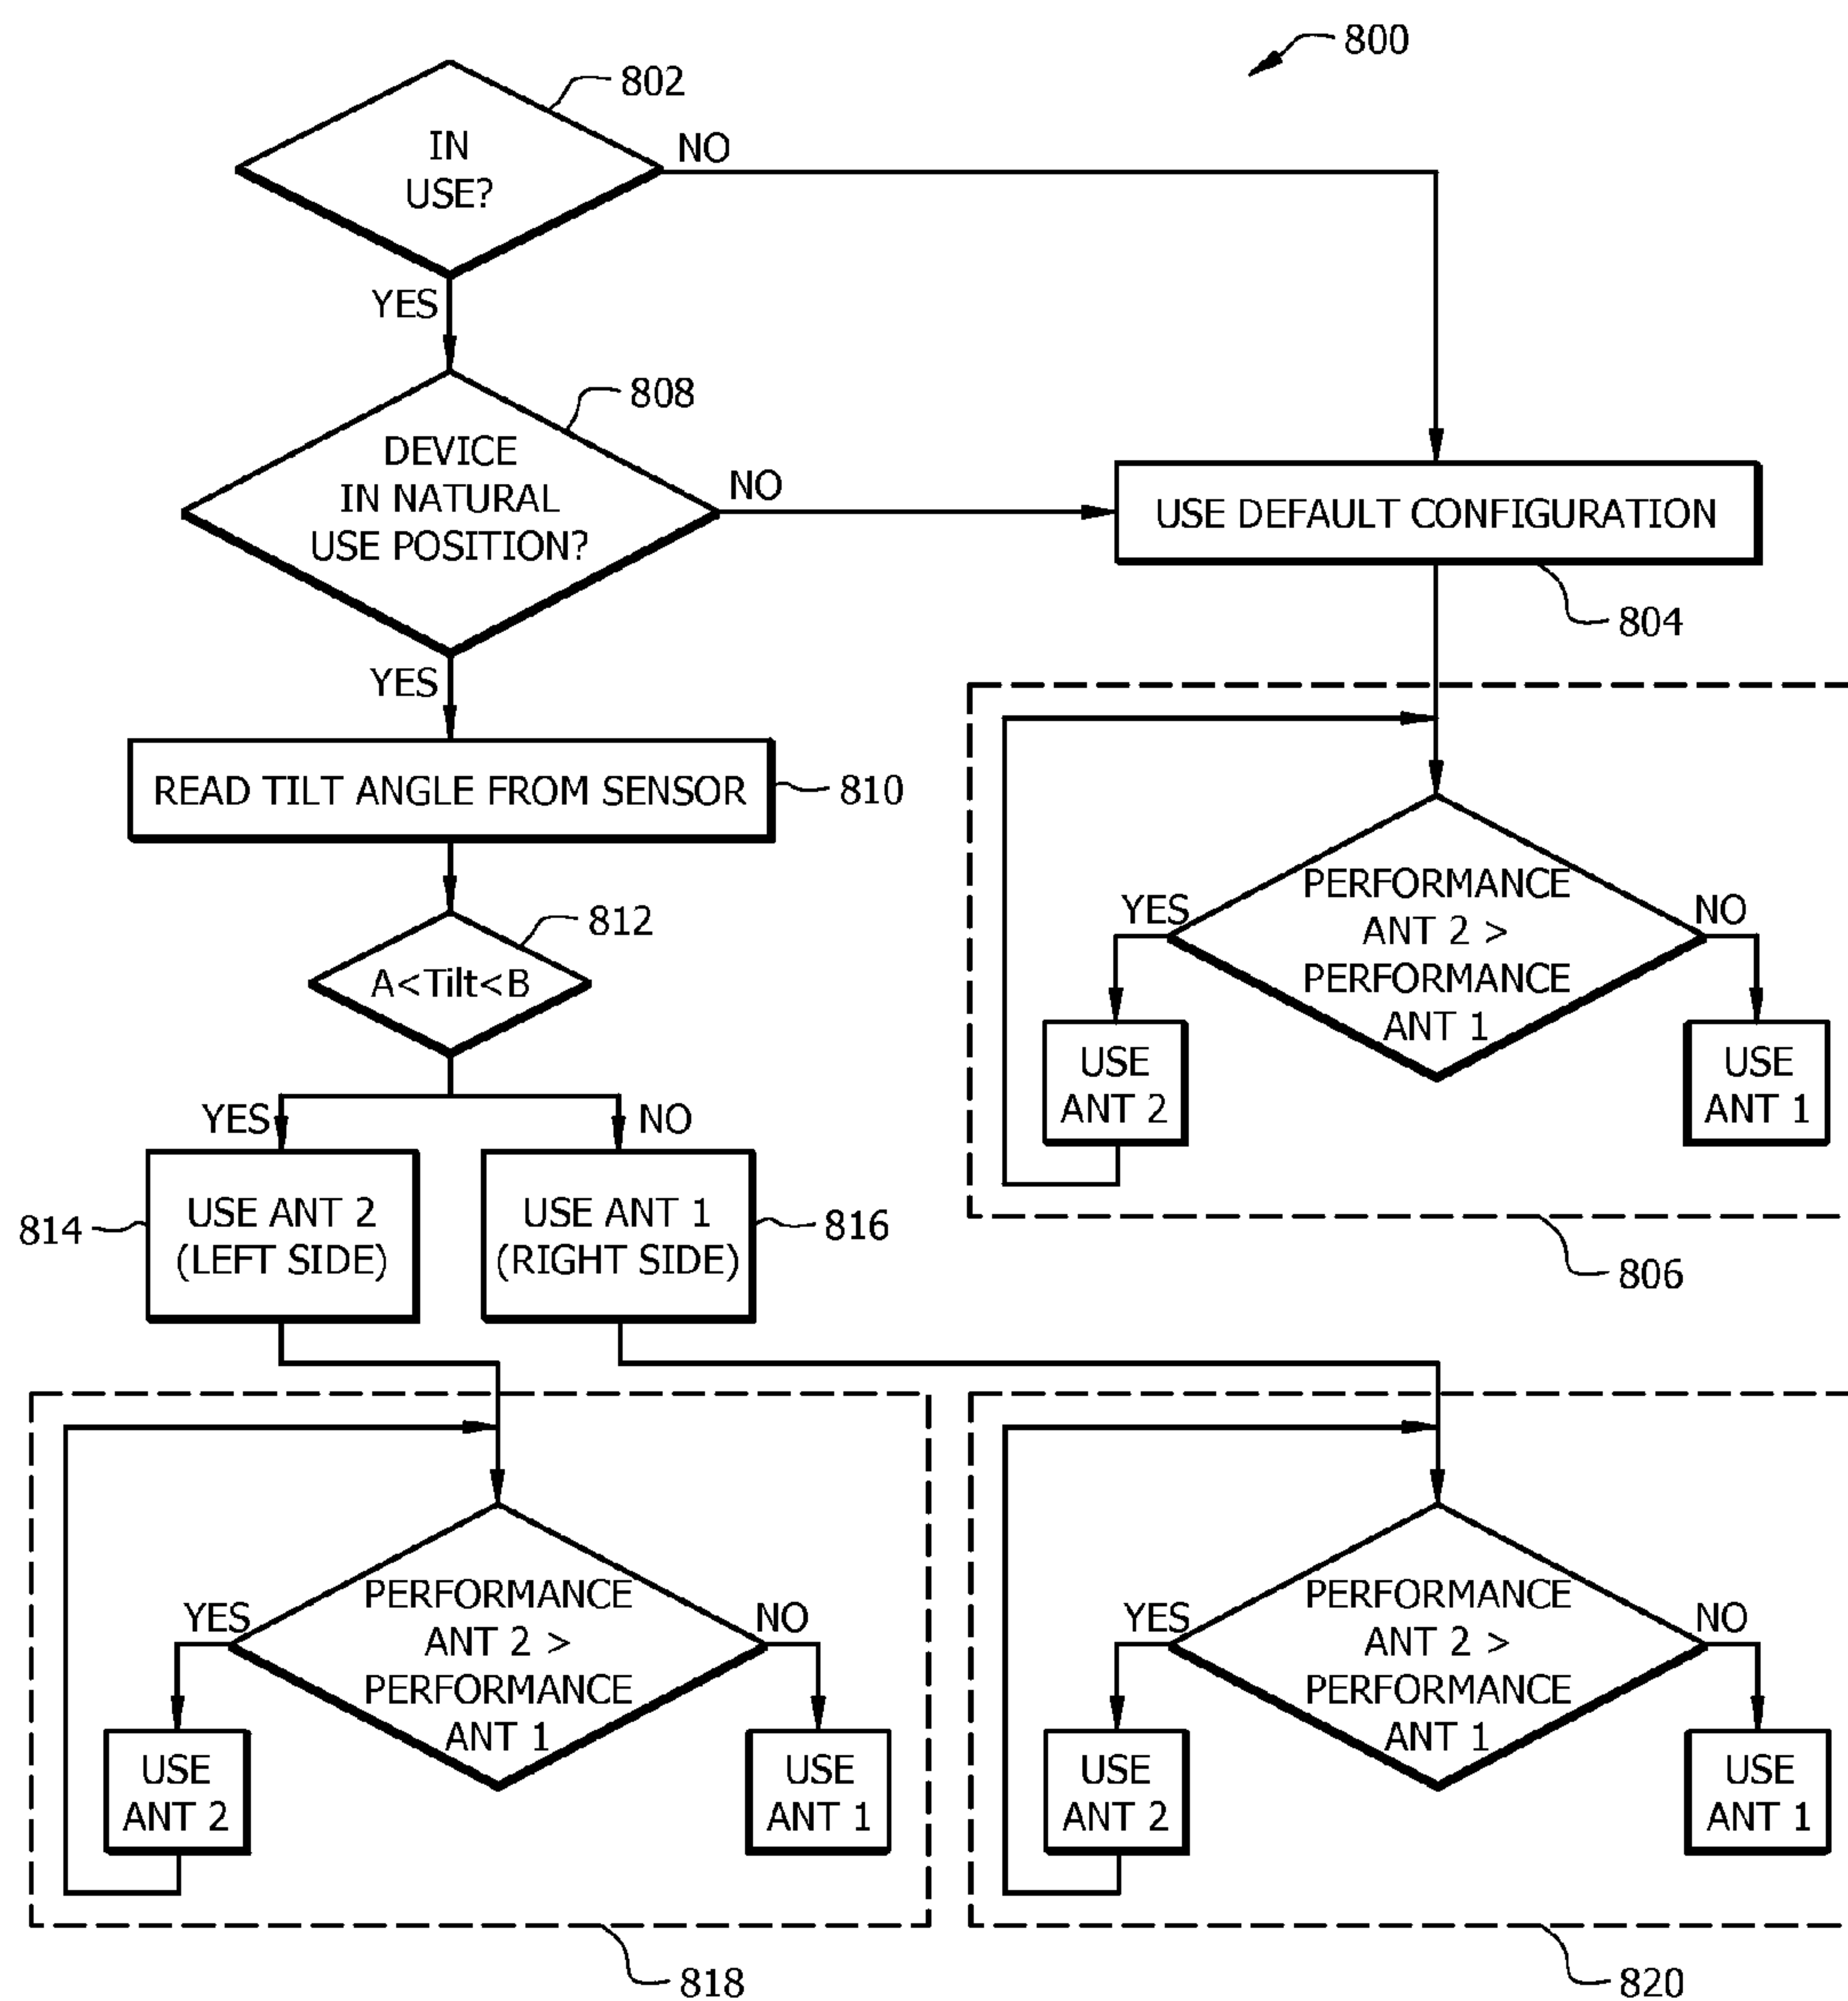 800
802
IN
USE?
NO
YES
808
DEVICE
IN NATURAL
USE POSITION?
NO
USE DEFAULT CONFIGURATION
804
YES
READ TILT ANGLE FROM SENSOR
810
812
A<Tilt<B
YES
NO
814
USE ANT 2
(LEFT SIDE)
USE ANT 1
(RIGHT SIDE)
816
PERFORMANCE
ANT 2 >
PERFORMANCE
ANT 1
YES
NO
USE
ANT 2
USE
ANT 1
806
PERFORMANCE
ANT 2 >
PERFORMANCE
ANT 1
YES
NO
USE
ANT 2
USE
ANT 1
818
PERFORMANCE
ANT 2 >
PERFORMANCE
ANT 1
YES
NO
USE
ANT 2
USE
ANT 1
820